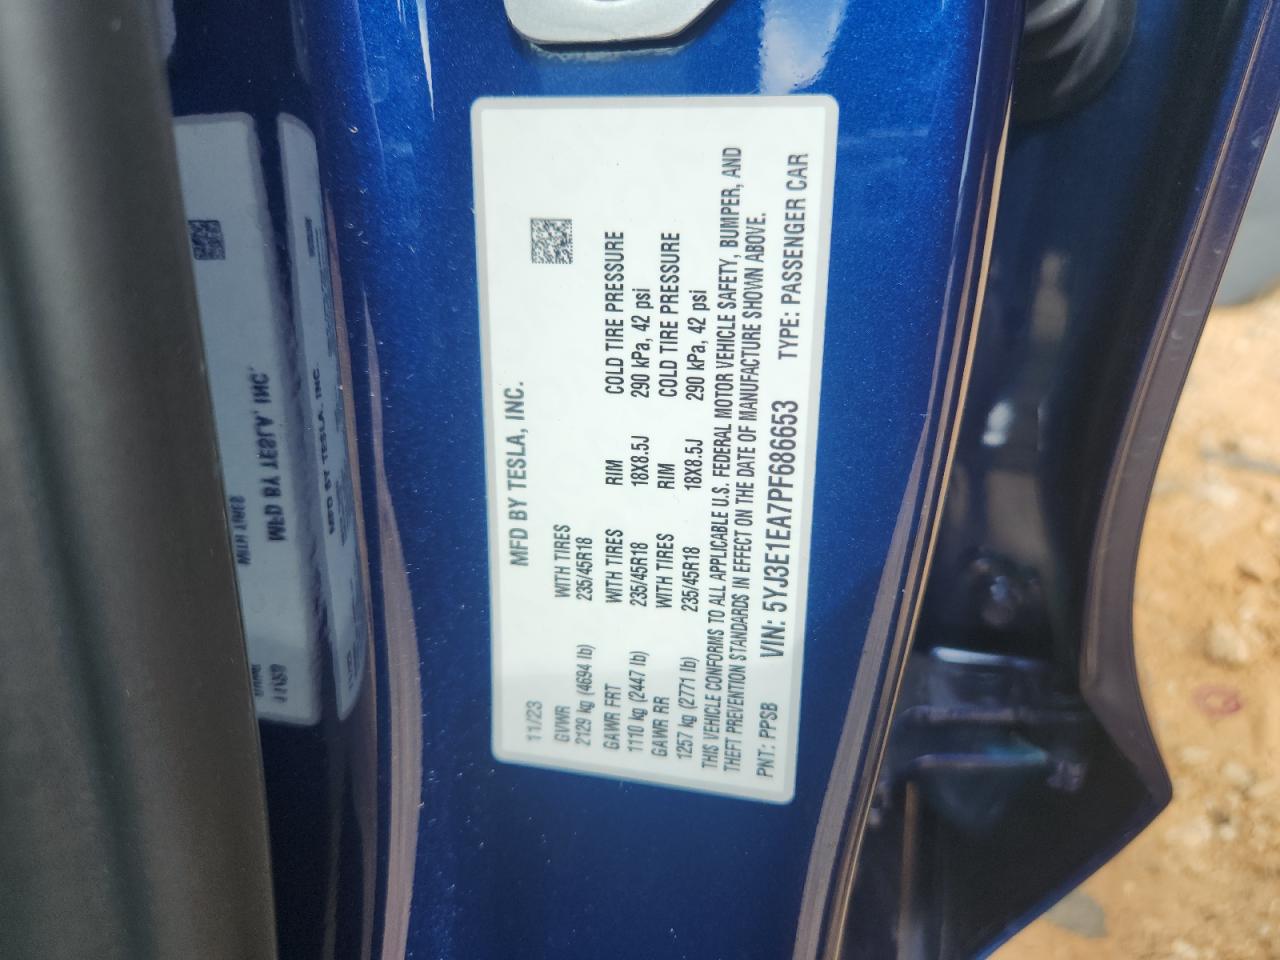 MFD BY TESLA, INC.
11/23
GVWR WITH TIRES
2129 kg (4694 lb) 235/45R18
GAWR FRT WITH TIRES RIM COLD TIRE PRESSURE
1110 kg (2447 lb) 235/45R18 18X8.5J 290 kPa, 42 psi
GAWR RR WITH TIRES RIM COLD TIRE PRESSURE
1257 kg (2771 lb) 235/45R18 18X8.5J 290 kPa, 42 psi
THIS VEHICLE CONFORMS TO ALL APPLICABLE U.S. FEDERAL MOTOR VEHICLE SAFETY, BUMPER, AND
THEFT PREVENTION STANDARDS IN EFFECT ON THE DATE OF MANUFACTURE SHOWN ABOVE.
PNT: PPSB VIN: 5YJ3E1EA7PF686653 TYPE: PASSENGER CAR
MFD BY TESLA, INC.
MFD BY TESLA, INC.
WITH TIRES